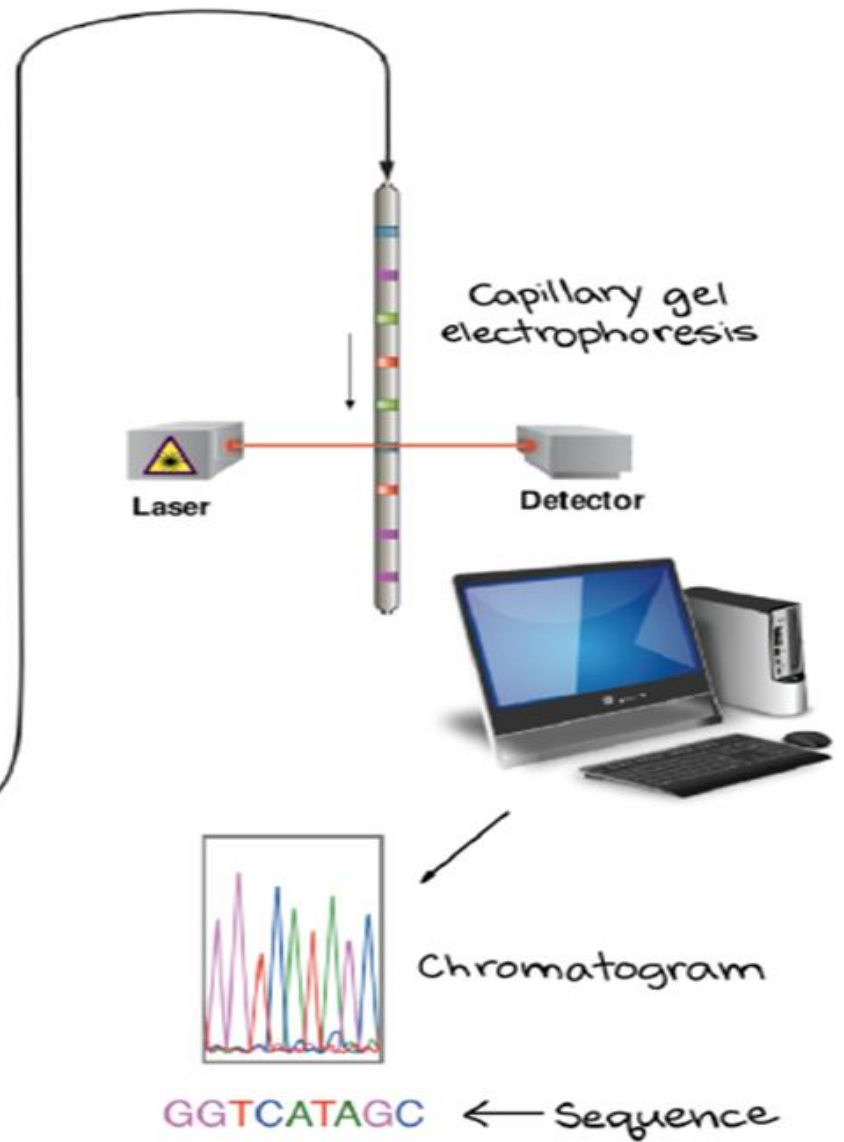 Capillary gel
electrophoresis
Laser
Detector
Chromatogram
GGTCATAGC ← Sequence